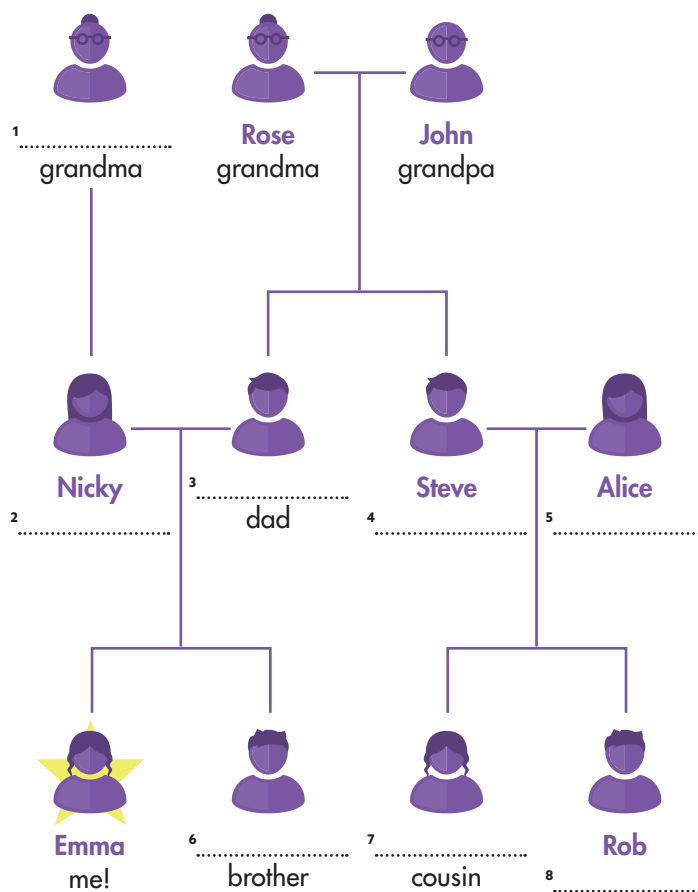 Rose
John
1 ..............................
grandma
grandma
grandpa
Nicky
3 ..............................
Steve
Alice
2 ..............................
dad
4 ..............................
5 ..............................
Emma
6 ..............................
7 ..............................
Rob
me!
brother
cousin
8 ..............................